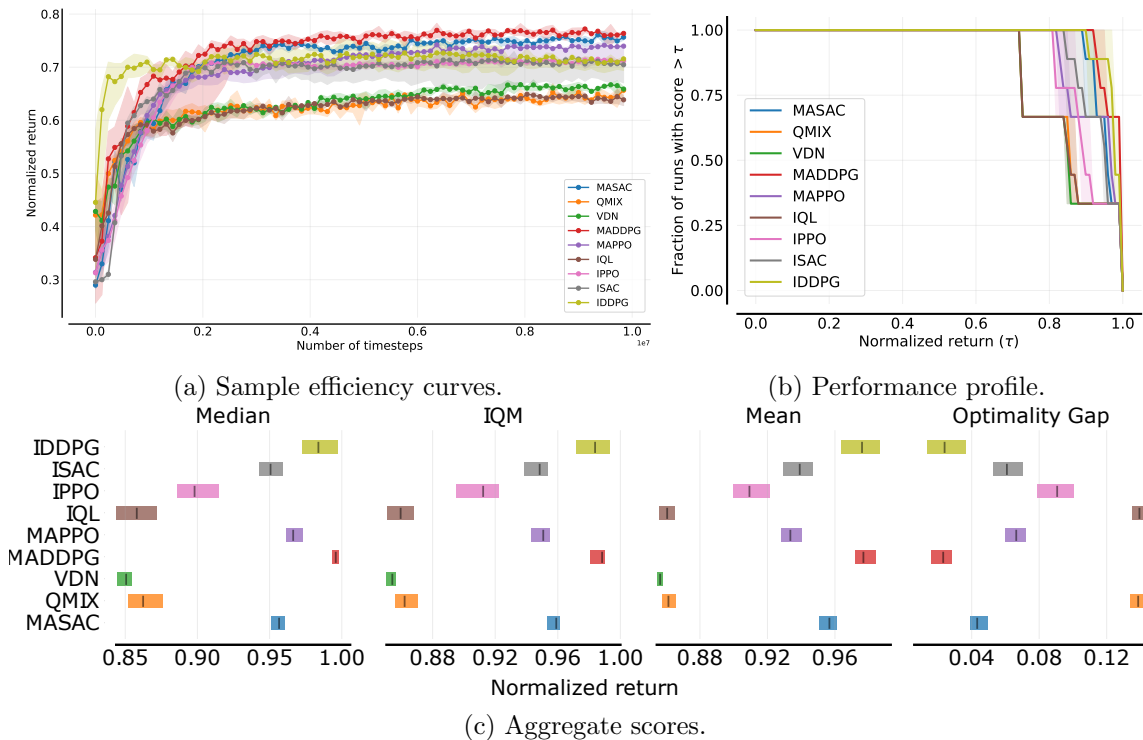 Normalized return
0.8
0.7
0.6
0.5
0.4
0.3
MASAC
QMIX
VDN
MADDPG
MAPPO
IQL
IPPO
ISAC
IDDPG
0.0 0.2 0.4 0.6 0.8 1.0
1e7
Number of timesteps
(a) Sample efficiency curves.
Fraction of runs with score > τ
1.00
0.75
0.50
0.25
0.00
MASAC
QMIX
VDN
MADDPG
MAPPO
IQL
IPPO
ISAC
IDDPG
0.0 0.2 0.4 0.6 0.8 1.0
Normalized return (τ)
(b) Performance profile.
Median IQM Mean Optimality Gap
IDDPG
ISAC
IPPO
IQL
MAPPO
MADDPG
VDN
QMIX
MASAC
0.85 0.90 0.95 1.00 0.88 0.96 1.00 0.88 0.92 0.96 0.04 0.12
Normalized return
(c) Aggregate scores.